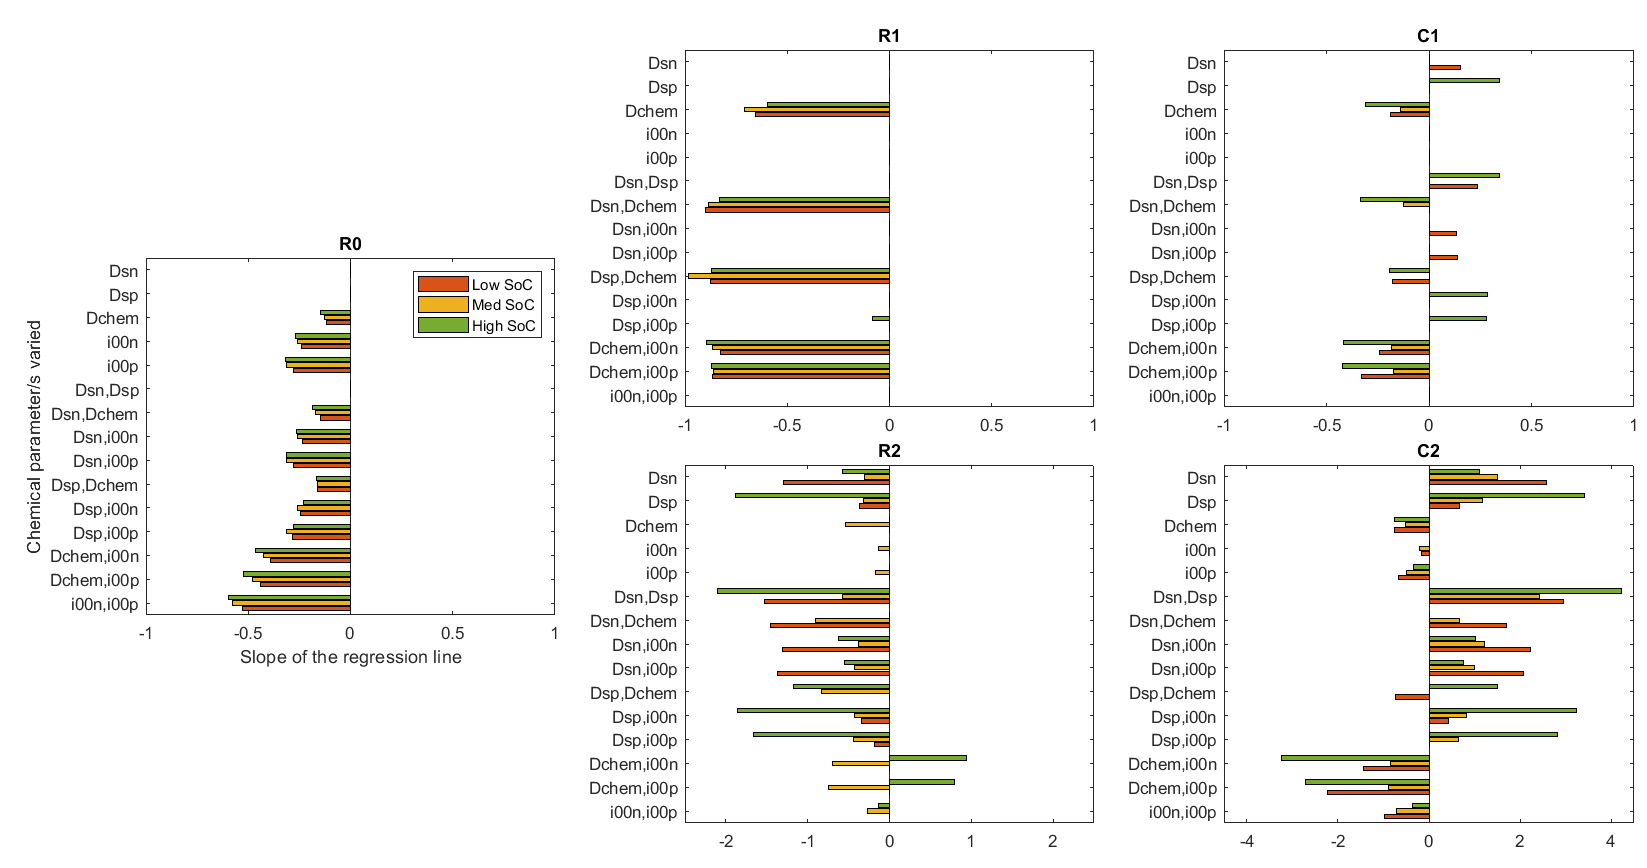 R0
Chemical parameter/s varied
Dsn
Dsp
Dchem
i00n
i00p
Dsn,Dsp
Dsn,Dchem
Dsn,i00n
Dsn,i00p
Dsp,Dchem
Dsp,i00n
Dsp,i00p
Dchem,i00n
Dchem,i00p
i00n,i00p
Low SoC
Med SoC
High SoC
-1 -0.5 0 0.5 1
Slope of the regression line
R1
Dsn
Dsp
Dchem
i00n
i00p
Dsn,Dsp
Dsn,Dchem
Dsn,i00n
Dsn,i00p
Dsp,Dchem
Dsp,i00n
Dsp,i00p
Dchem,i00n
Dchem,i00p
i00n,i00p
-1 -0.5 0 0.5 1
C1
Dsn
Dsp
Dchem
i00n
i00p
Dsn,Dsp
Dsn,Dchem
Dsn,i00n
Dsn,i00p
Dsp,Dchem
Dsp,i00n
Dsp,i00p
Dchem,i00n
Dchem,i00p
i00n,i00p
-1 -0.5 0 0.5 1
R2
Dsn
Dsp
Dchem
i00n
i00p
Dsn,Dsp
Dsn,Dchem
Dsn,i00n
Dsn,i00p
Dsp,Dchem
Dsp,i00n
Dsp,i00p
Dchem,i00n
Dchem,i00p
i00n,i00p
-2 -1 0 1 2
C2
Dsn
Dsp
Dchem
i00n
i00p
Dsn,Dsp
Dsn,Dchem
Dsn,i00n
Dsn,i00p
Dsp,Dchem
Dsp,i00n
Dsp,i00p
Dchem,i00n
Dchem,i00p
i00n,i00p
-4 -2 0 2 4